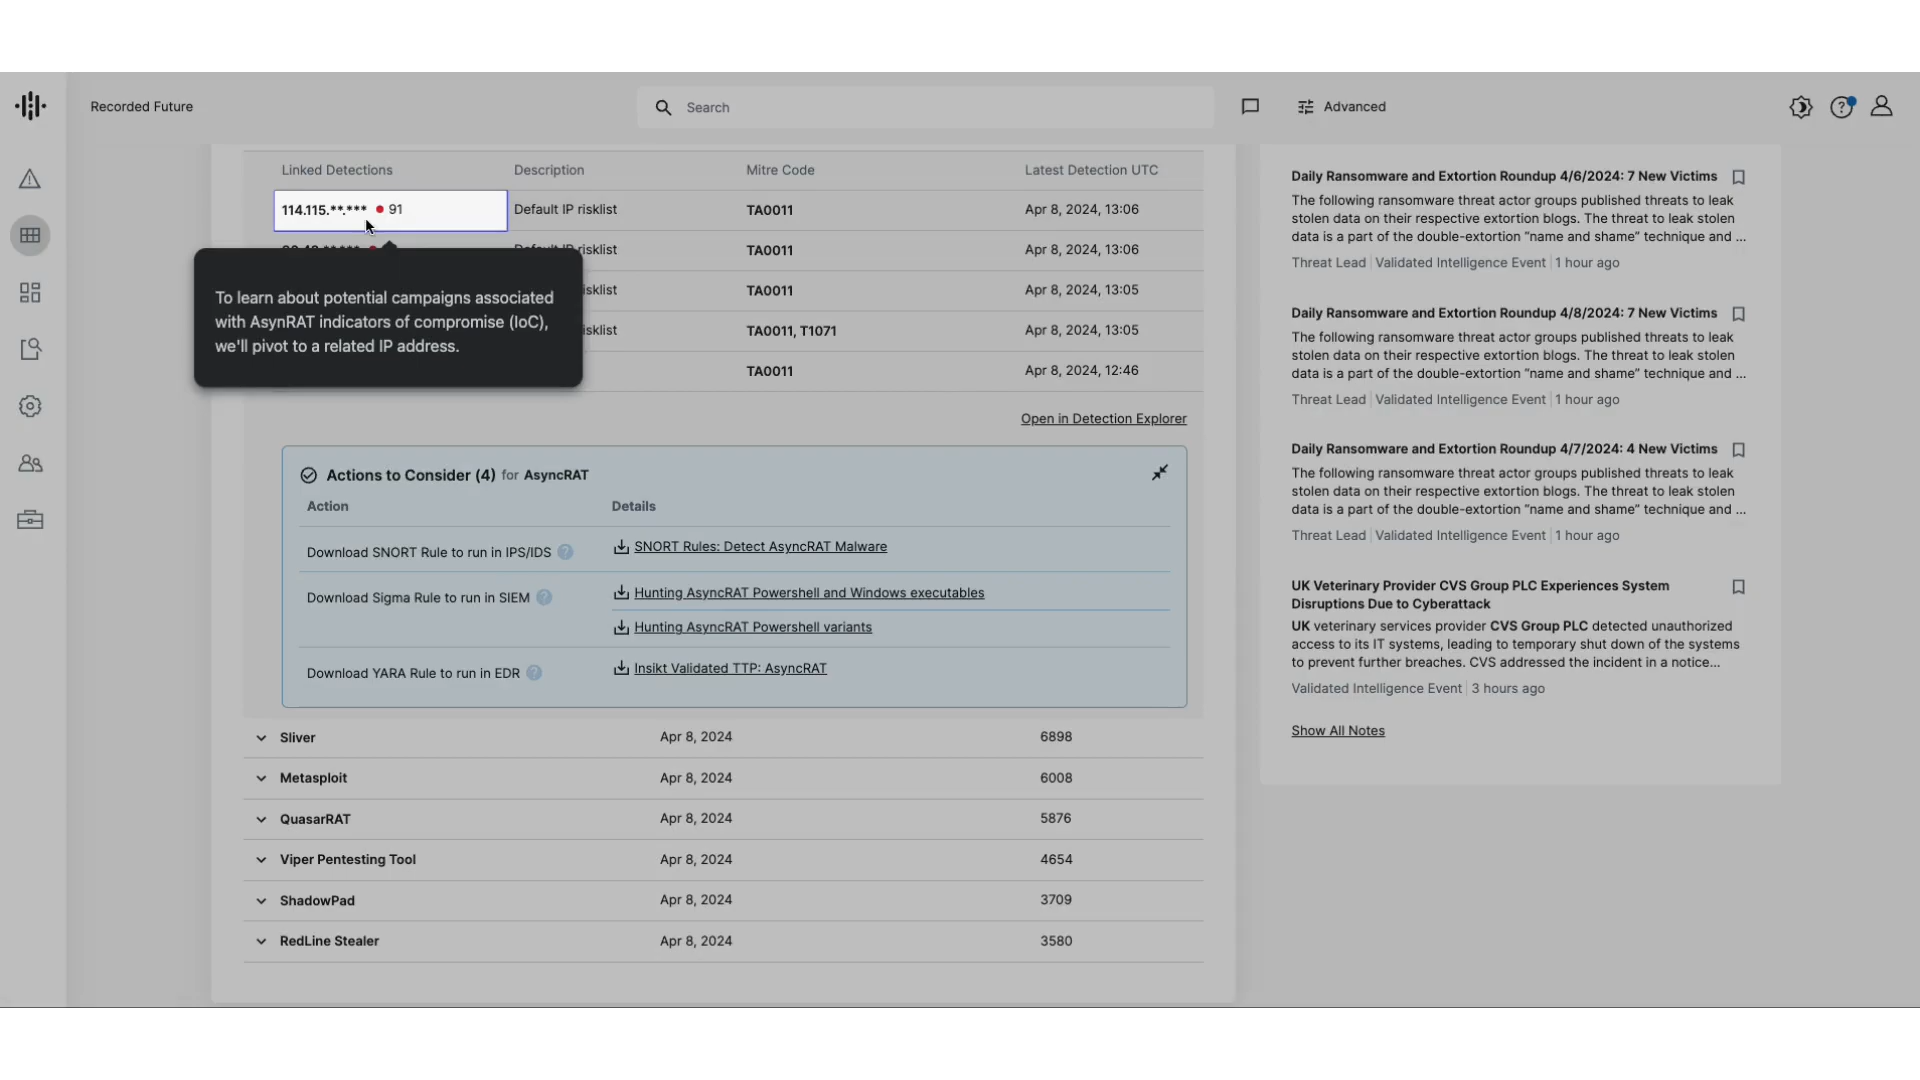 Recorded Future
Search
Advanced
Linked Detections Description Mitre Code Latest Detection UTC
114.115.**.*** 91 Default IP risklist TA0011 Apr 8, 2024, 13:06
Default IP risklist TA0011 Apr 8, 2024, 13:06
risklist TA0011 Apr 8, 2024, 13:05
risklist TA0011, T1071 Apr 8, 2024, 13:05
TA0011 Apr 8, 2024, 12:46
To learn about potential campaigns associated
with AsynRAT indicators of compromise (IoC),
we'll pivot to a related IP address.
Open in Detection Explorer
Actions to Consider (4) for AsyncRAT
Action Details
Download SNORT Rule to run in IPS/IDS ? SNORT Rules: Detect AsyncRAT Malware
Download Sigma Rule to run in SIEM ? Hunting AsyncRAT Powershell and Windows executables
Hunting AsyncRAT Powershell variants
Download YARA Rule to run in EDR ? Insikt Validated TTP: AsyncRAT
Sliver Apr 8, 2024 6898
Metasploit Apr 8, 2024 6008
QuasarRAT Apr 8, 2024 5876
Viper Pentesting Tool Apr 8, 2024 4654
ShadowPad Apr 8, 2024 3709
RedLine Stealer Apr 8, 2024 3580
Daily Ransomware and Extortion Roundup 4/6/2024: 7 New Victims
The following ransomware threat actor groups published threats to leak
stolen data on their respective extortion blogs. The threat to leak stolen
data is a part of the double-extortion “name and shame” technique and ...
Threat Lead | Validated Intelligence Event | 1 hour ago
Daily Ransomware and Extortion Roundup 4/8/2024: 7 New Victims
The following ransomware threat actor groups published threats to leak
stolen data on their respective extortion blogs. The threat to leak stolen
data is a part of the double-extortion “name and shame” technique and ...
Threat Lead | Validated Intelligence Event | 1 hour ago
Daily Ransomware and Extortion Roundup 4/7/2024: 4 New Victims
The following ransomware threat actor groups published threats to leak
stolen data on their respective extortion blogs. The threat to leak stolen
data is a part of the double-extortion “name and shame” technique and ...
Threat Lead | Validated Intelligence Event | 1 hour ago
UK Veterinary Provider CVS Group PLC Experiences System
Disruptions Due to Cyberattack
UK veterinary services provider CVS Group PLC detected unauthorized
access to its IT systems, leading to temporary shut down of the systems
to prevent further breaches. CVS addressed the incident in a notice...
Validated Intelligence Event | 3 hours ago
Show All Notes